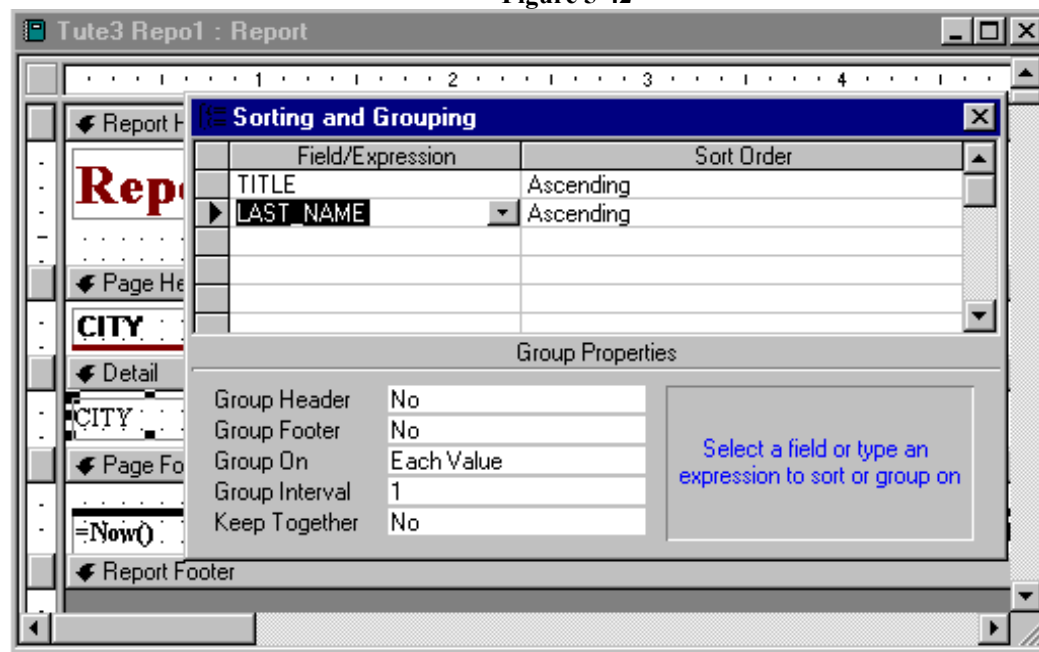 Tute3 Repo1 : Report
1 2 3 4
Report H
Sorting and Grouping
Field/Expression Sort Order
TITLE Ascending
LAST_NAME Ascending
Repo
Page He
CITY
Detail
CITY
Page Fo
=Now()
Report Footer
Group Properties
Group Header No
Group Footer No
Group On Each Value
Group Interval 1
Keep Together No
Select a field or type an
expression to sort or group on